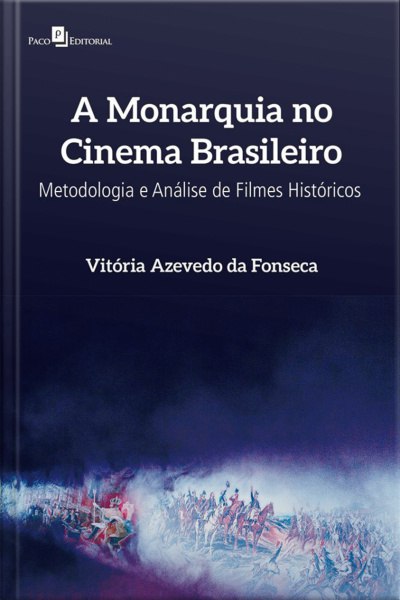 PACO EDITORIAL
A Monarquia no
Cinema Brasileiro
Metodologia e Análise de Filmes Históricos
Vitória Azevedo da Fonseca